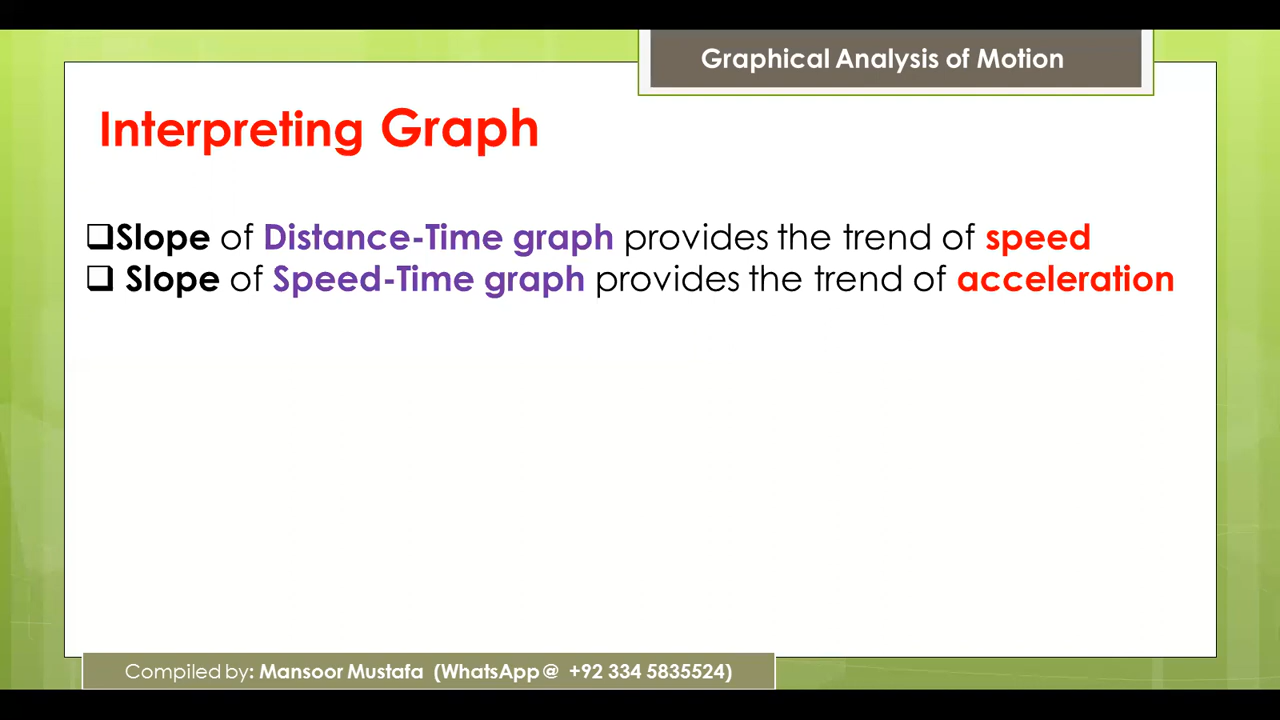 Graphical Analysis of Motion
Interpreting Graph
❑Slope of Distance-Time graph provides the trend of speed
❑ Slope of Speed-Time graph provides the trend of acceleration
Compiled by: Mansoor Mustafa (WhatsApp@ +92 334 5835524)